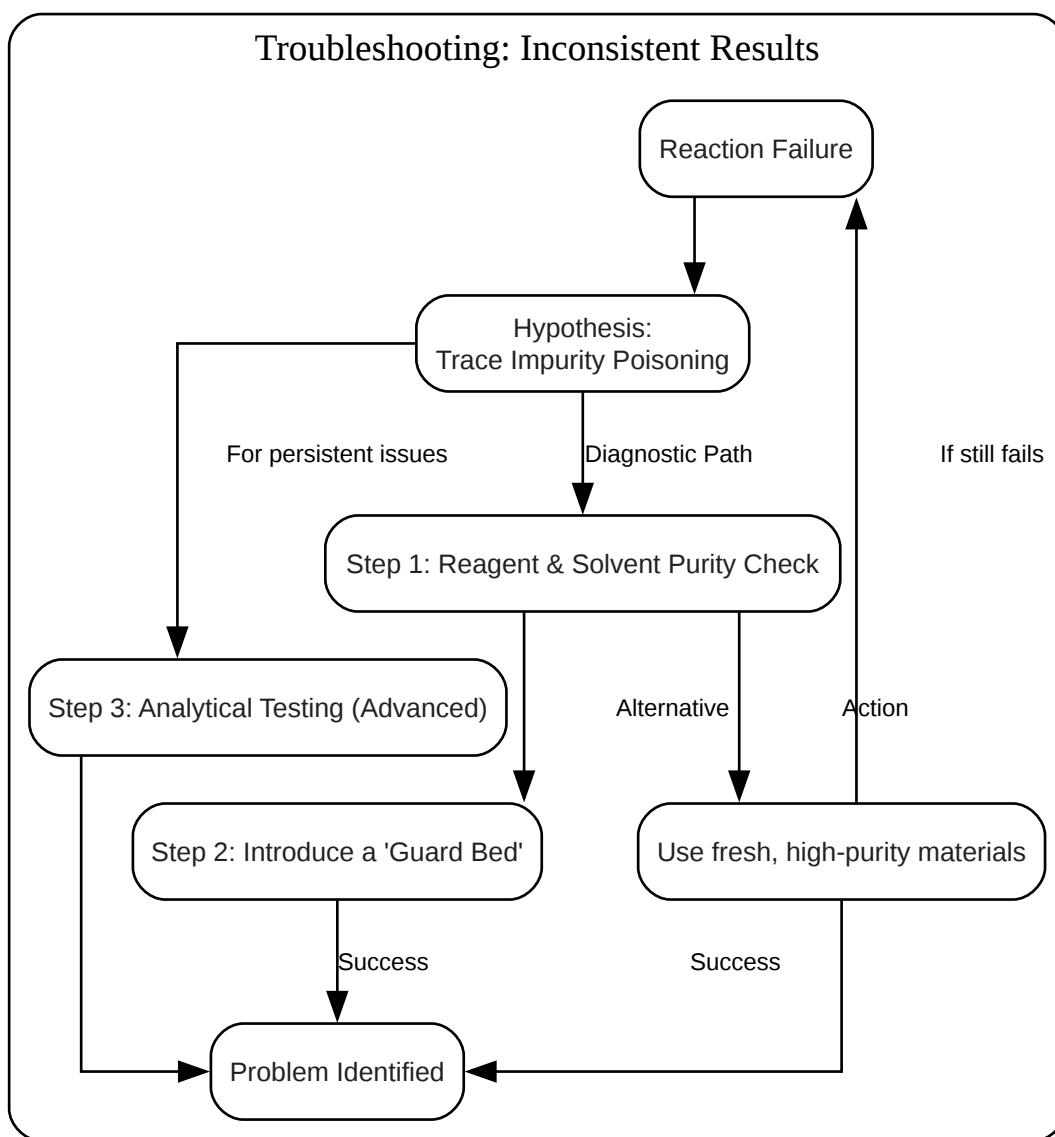 Troubleshooting: Inconsistent Results
Reaction Failure
Hypothesis:
Trace Impurity Poisoning
For persistent issues
Diagnostic Path
If still fails
Step 1: Reagent & Solvent Purity Check
Step 3: Analytical Testing (Advanced)
Alternative
Action
Step 2: Introduce a 'Guard Bed'
Use fresh, high-purity materials
Success
Success
Problem Identified